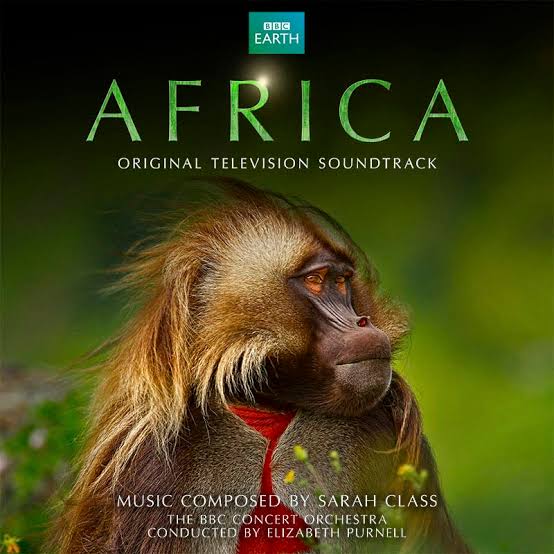 BBC
EARTH
AFRICA
ORIGINAL TELEVISION SOUNDTRACK
MUSIC COMPOSED BY SARAH CLASS
THE BBC CONCERT ORCHESTRA
CONDUCTED BY ELIZABETH PURNELL